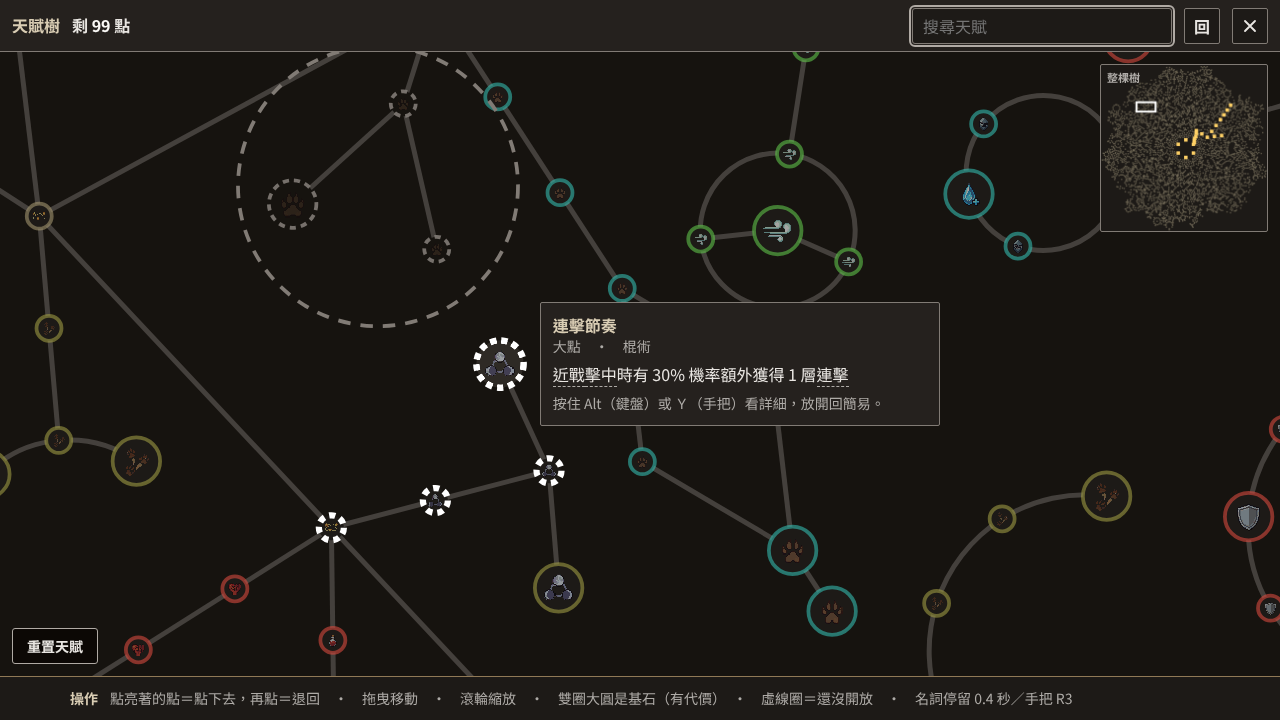 天賦樹 剩 99 點
搜尋天賦
回 ✕
整棵樹
連擊節奏
大點 • 棍術
近戰擊中時有 30% 機率額外獲得 1 層連擊
按住 Alt（鍵盤）或 Y（手把）看詳細，放開回簡易。
重置天賦
操作 點亮著的點＝點下去，再點＝退回 • 拖曳移動 • 滾輪縮放 • 雙圈大圓是基石（有代價） • 虛線圈＝還沒開放 • 名詞停留 0.4 秒／手把 R3